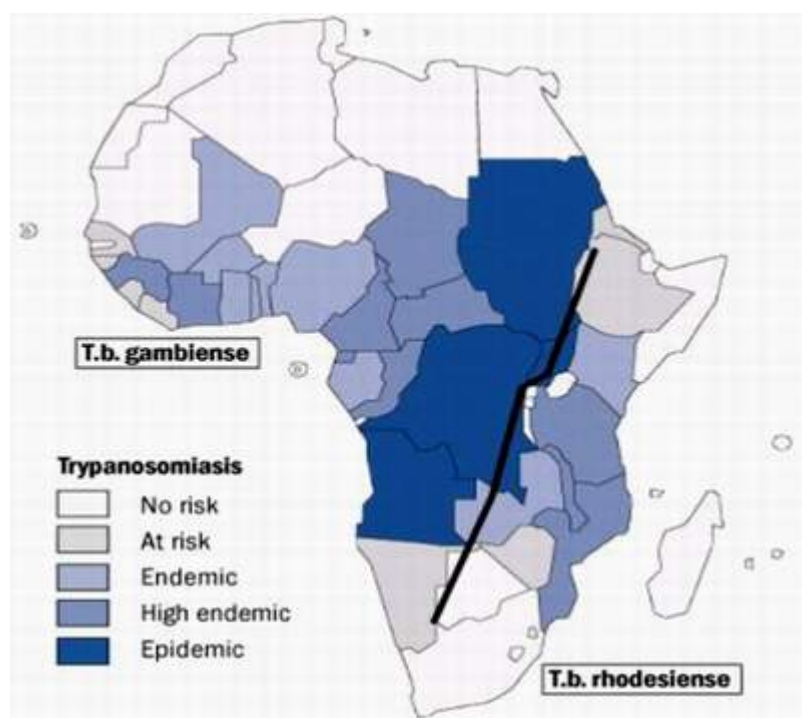 T.b. gambiense
Trypanosomiasis
No risk
At risk
Endemic
High endemic
Epidemic
T.b. rhodesiense